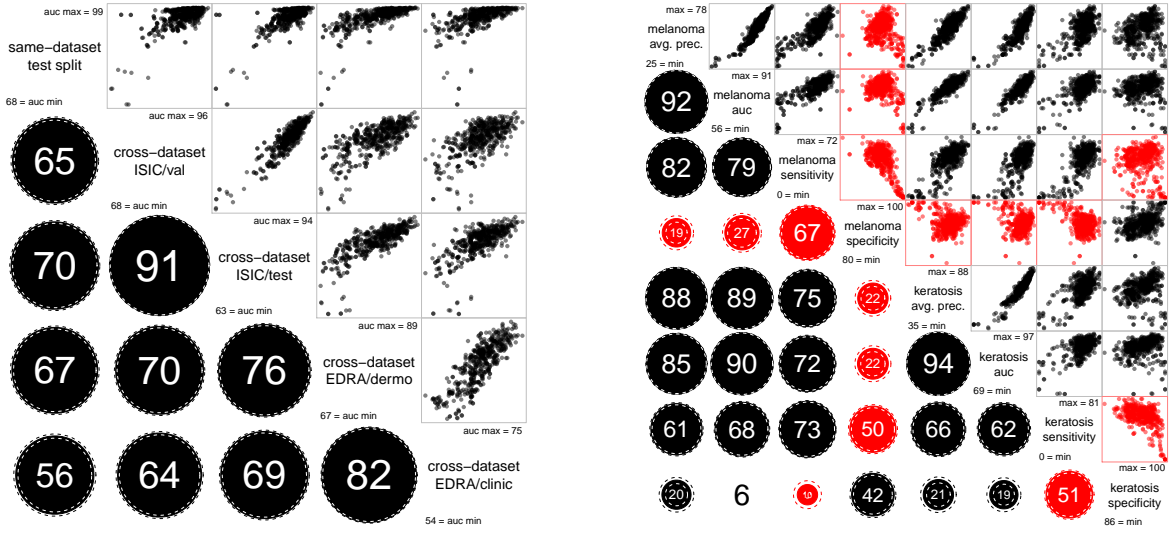 auc max = 99
same−dataset
test split
68 = auc min
auc max = 96
65
cross−dataset
ISIC/val
68 = auc min
auc max = 94
70
91
cross−dataset
ISIC/test
63 = auc min
auc max = 89
67
70
76
cross−dataset
EDRA/dermo
67 = auc min
auc max = 75
56
64
69
82
cross−dataset
EDRA/clinic
54 = auc min
max = 78
melanoma
avg. prec.
25 = min
max = 91
92
melanoma
auc
56 = min
max = 72
82
79
melanoma
sensitivity
0 = min
max = 100
19
27
67
melanoma
specificity
80 = min
max = 88
88
89
75
22
keratosis
avg. prec.
35 = min
max = 97
85
90
72
22
94
keratosis
auc
69 = min
max = 81
61
68
73
50
66
62
keratosis
sensitivity
0 = min
max = 100
20
6
42
21
19
51
keratosis
specificity
86 = min